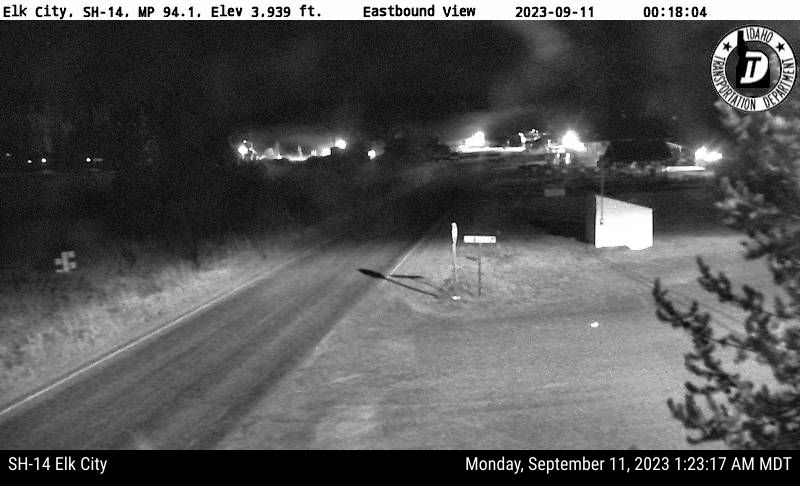 Elk City, SH-14, MP 94.1, Elev 3,939 ft. Eastbound View 2023-09-11 00:18:04
IDAHO
TRANSPORTATION DEPARTMENT
SH-14 Elk City
Monday, September 11, 2023 1:23:17 AM MDT